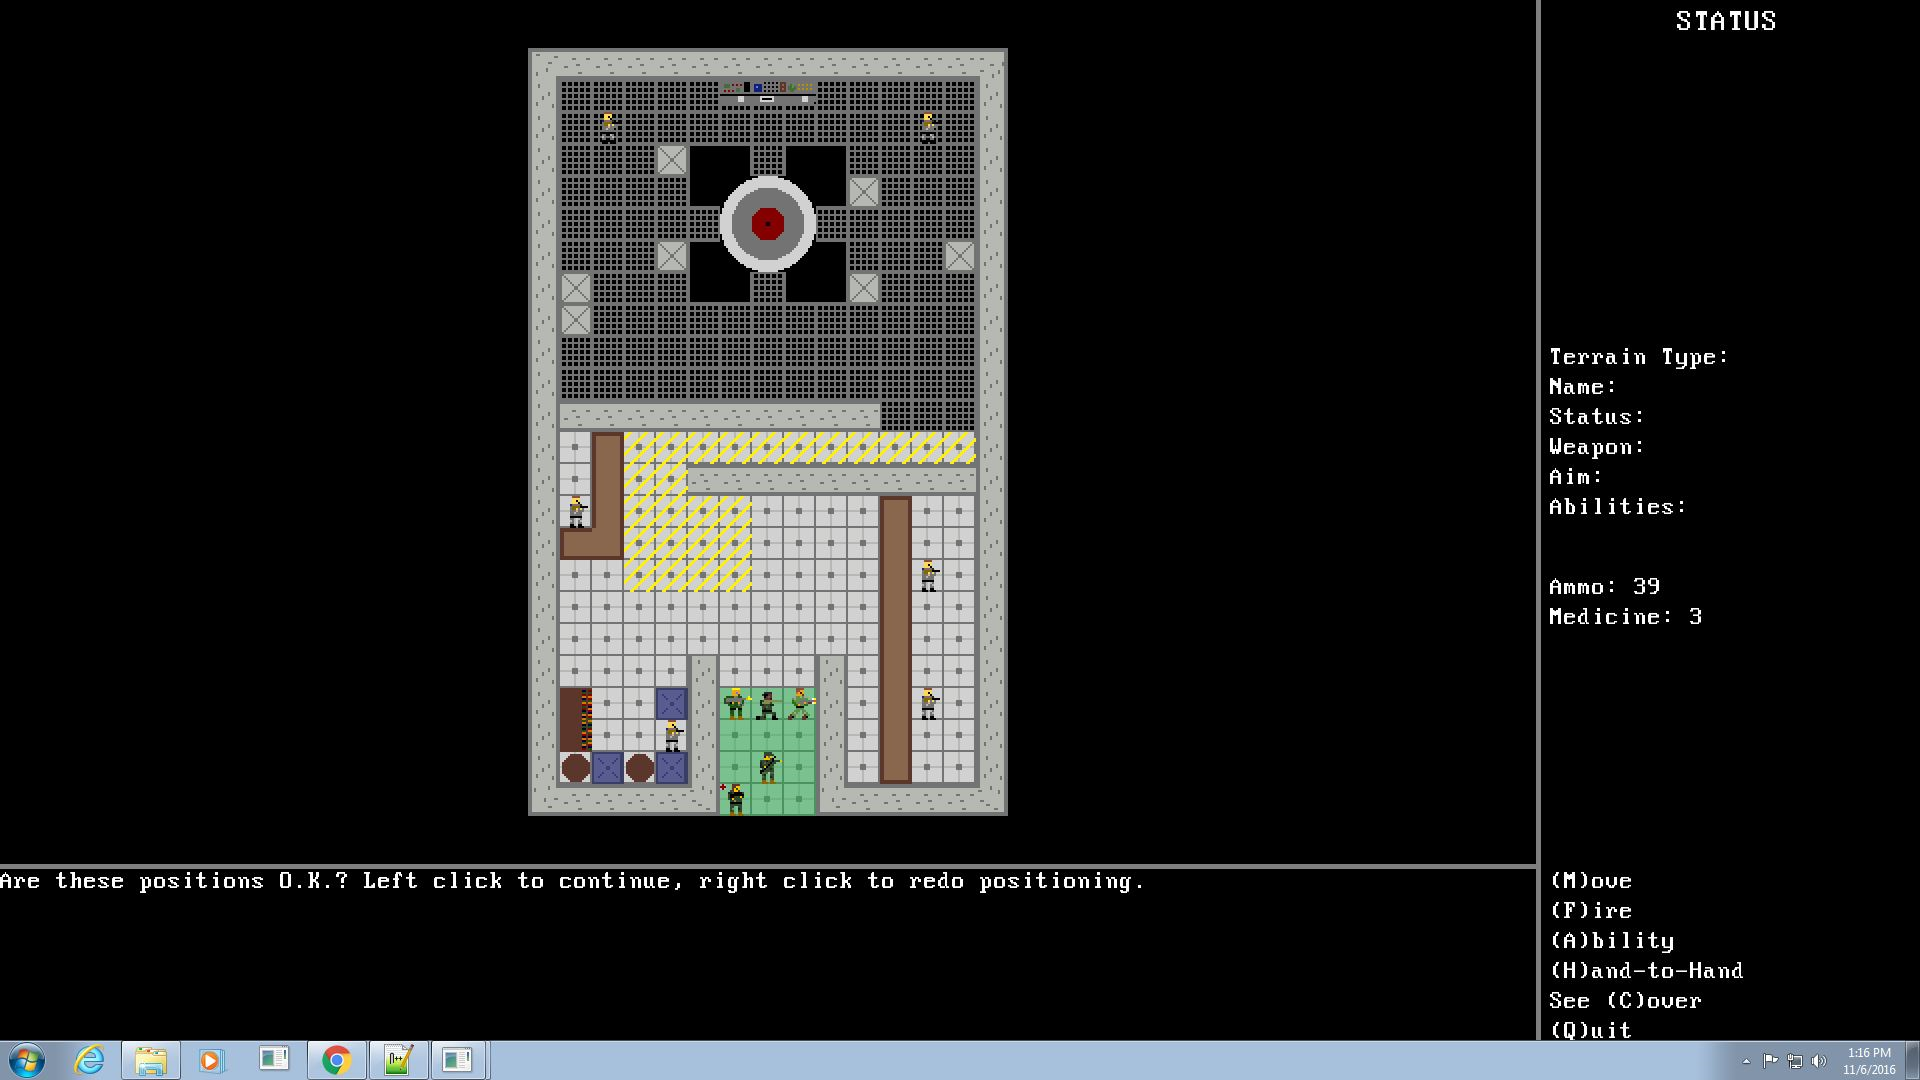 STATUS
Terrain Type:
Name:
Status:
Weapon:
Aim:
Abilities:
Ammo: 39
Medicine: 3
Are these positions O.K.? Left click to continue, right click to redo positioning.
(M)ove
(F)ire
(A)bility
(H)and-to-Hand
See (C)over
(Q)uit
1:16 PM
11/6/2016